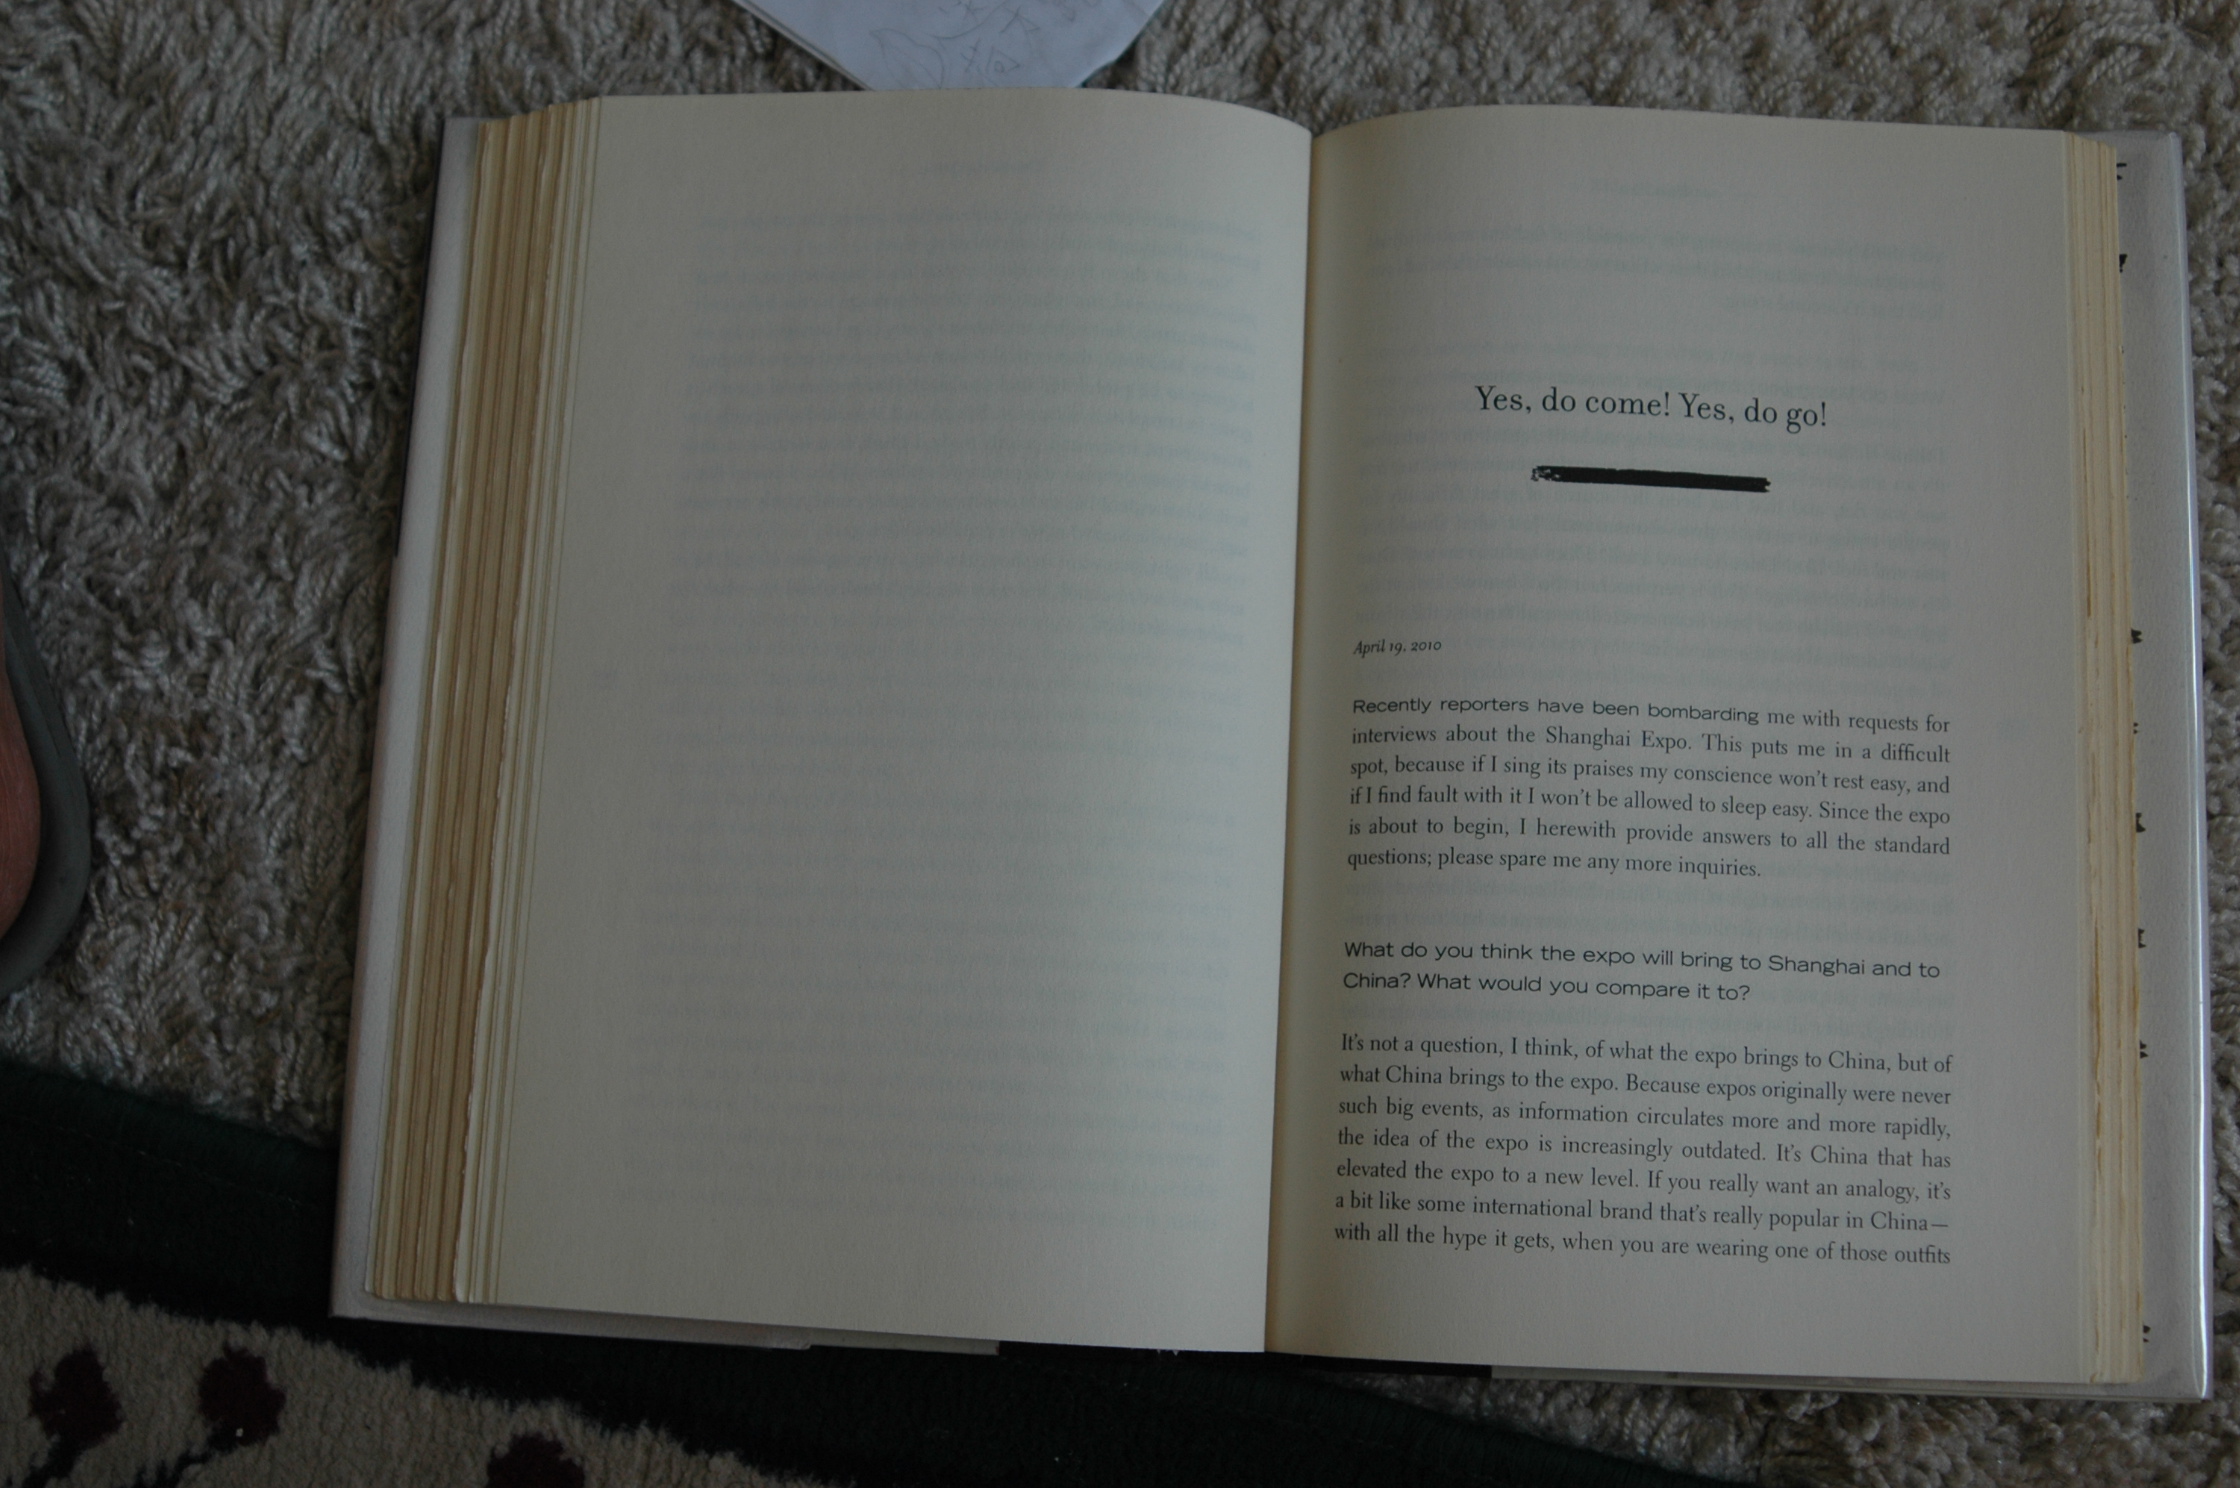 Yes, do come! Yes, do go!
April 19, 2010
Recently reporters have been bombarding me with requests for
interviews about the Shanghai Expo. This puts me in a difficult
spot, because if I sing its praises my conscience won't rest easy, and
if I find fault with it I won't be allowed to sleep easy. Since the expo
is about to begin, I herewith provide answers to all the standard
questions; please spare me any more inquiries.
What do you think the expo will bring to Shanghai and to
China? What would you compare it to?
It's not a question, I think, of what the expo brings to China, but of
what China brings to the expo. Because expos originally were never
such big events, as information circulates more and more rapidly,
the idea of the expo is increasingly outdated. It's China that has
elevated the expo to a new level. If you really want an analogy, it's
a bit like some international brand that's really popular in China—
with all the hype it gets, when you are wearing one of those outfits